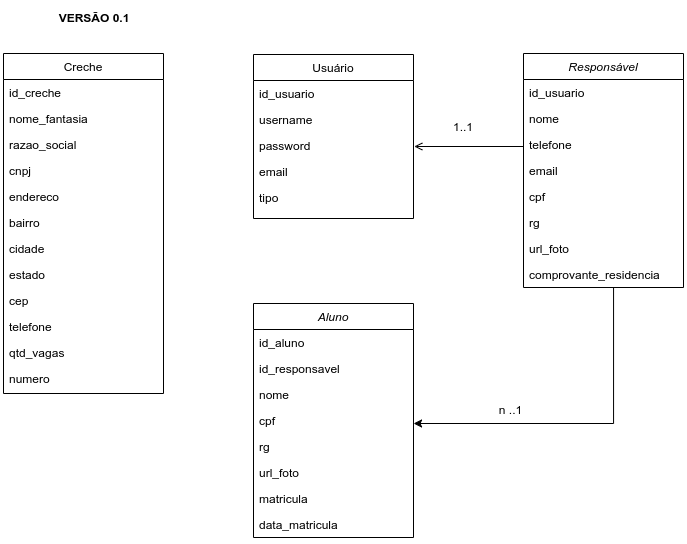 VERSÃO 0.1
Creche
id_creche
nome_fantasia
razao_social
cnpj
endereco
bairro
cidade
estado
cep
telefone
qtd_vagas
numero
Usuário
id_usuario
username
password
email
tipo
1..1
Responsável
id_usuario
nome
telefone
email
cpf
rg
url_foto
comprovante_residencia
Aluno
id_aluno
id_responsavel
nome
cpf
rg
url_foto
matricula
data_matricula
n ..1